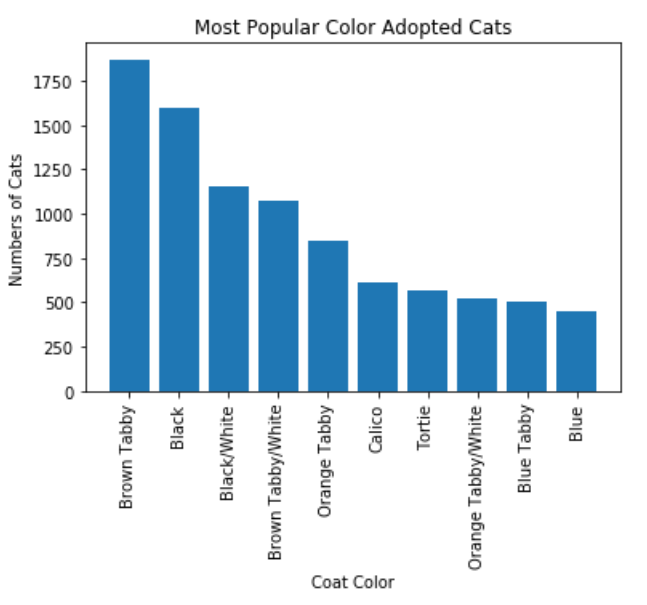 Most Popular Color Adopted Cats
Numbers of Cats
1750
1500
1250
1000
750
500
250
0
Brown Tabby
Black
Black/White
Brown Tabby/White
Orange Tabby
Calico
Tortie
Orange Tabby/White
Blue Tabby
Blue
Coat Color